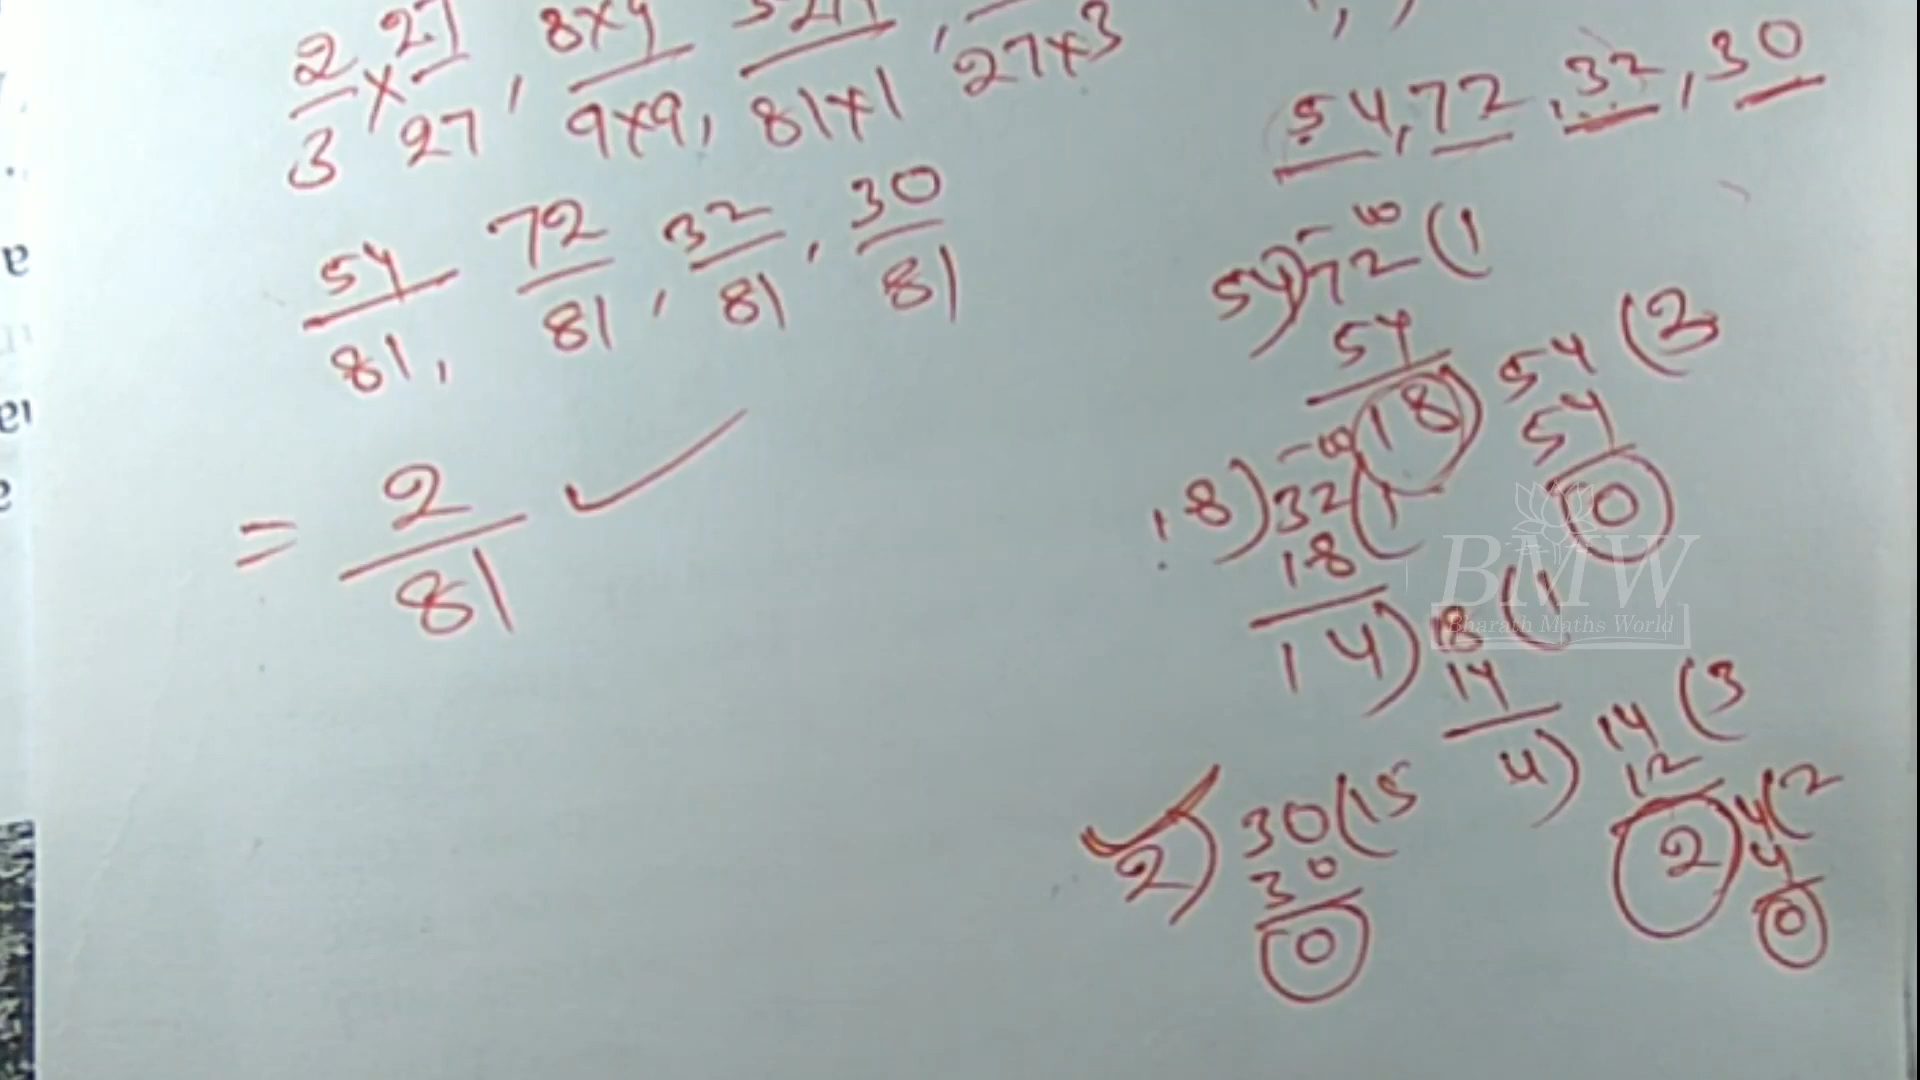 2/3 × 27/27, 8×9/9×9, 32×1/81×1, 27×3
54/81, 72/81, 32/81, 30/81
= 2/81 ✓
54, 72, 32, 30
54)72(1
54
18)54(3
54
0
18)32(1
18
14)18(1
14
4)14(3
12
2)4(2
4
0
2)30(15
30
0
BMW
Bharath Maths World